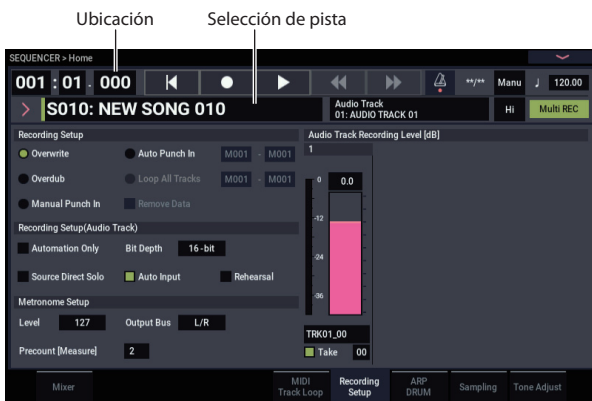 Ubicación Selección de pista
SEQUENCER > Home
001 : 01 . 000 **/** Manu ♩ 120.00
S010: NEW SONG 010 Audio Track Hi Multi REC
01: AUDIO TRACK 01
Recording Setup Audio Track Recording Level [dB]
Overwrite Auto Punch In M001 - M001 1
Overdub Loop All Tracks M001 - M001 0 0.0
Manual Punch In Remove Data -12
Recording Setup(Audio Track)
Automation Only Bit Depth 16-bit -24
Source Direct Solo Auto Input Rehearsal
Metronome Setup -36
Level 127 Output Bus L/R
TRK01_00
Precount [Measure] 2 Take 00
Mixer MIDI Track Loop Recording Setup ARP DRUM Sampling Tone Adjust